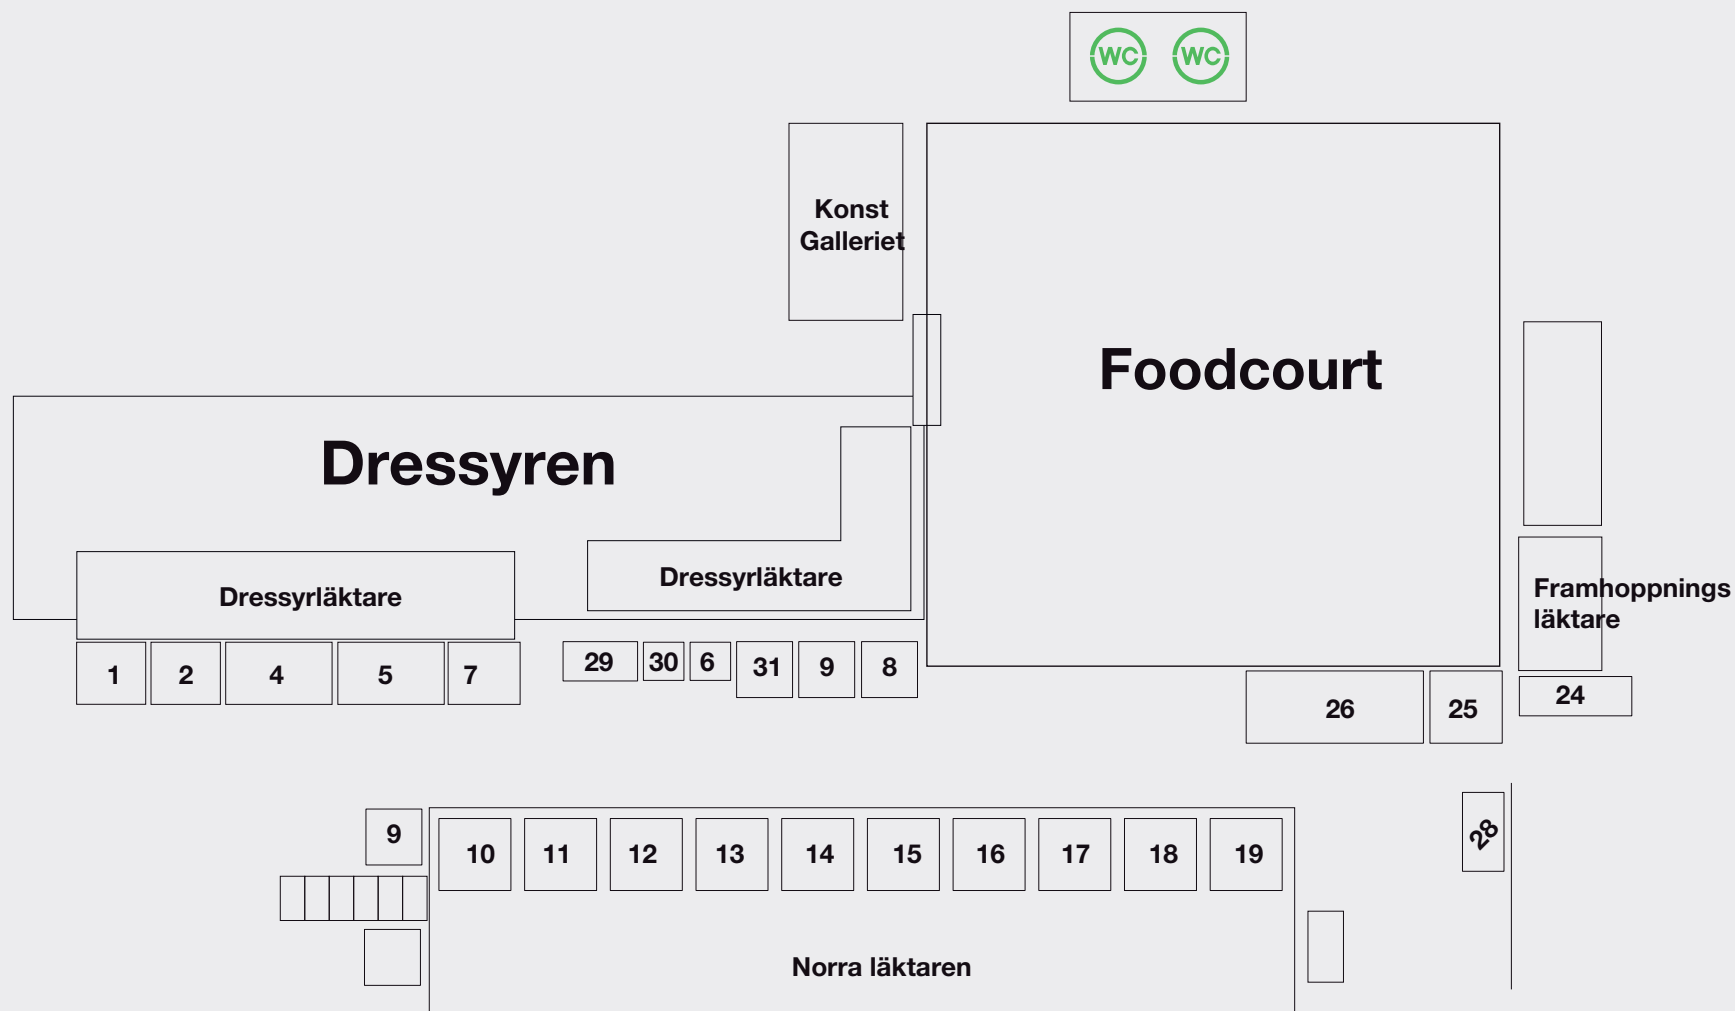 WC WC
Konst
Galleriet
Foodcourt
Dressyren
Dressyrläktare
Dressyrläktare
Framhoppnings
läktare
1 2 4 5 7 29 30 6 31 9 8
26 25 24
28
9
10 11 12 13 14 15 16 17 18 19
Norra läktaren